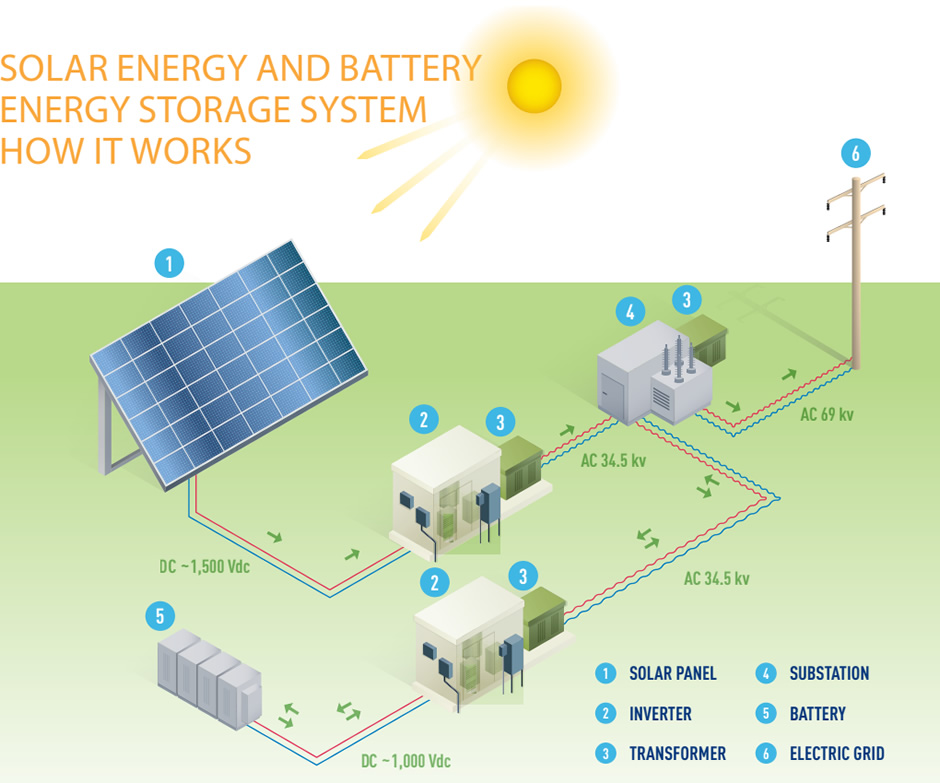 SOLAR ENERGY AND BATTERY
ENERGY STORAGE SYSTEM
HOW IT WORKS
6
1
3
4
AC 69 kv
2
3
AC 34.5 kv
DC ~1,500 Vdc
2
3
AC 34.5 kv
5
1 SOLAR PANEL
4 SUBSTATION
2 INVERTER
5 BATTERY
3 TRANSFORMER
6 ELECTRIC GRID
DC ~1,000 Vdc